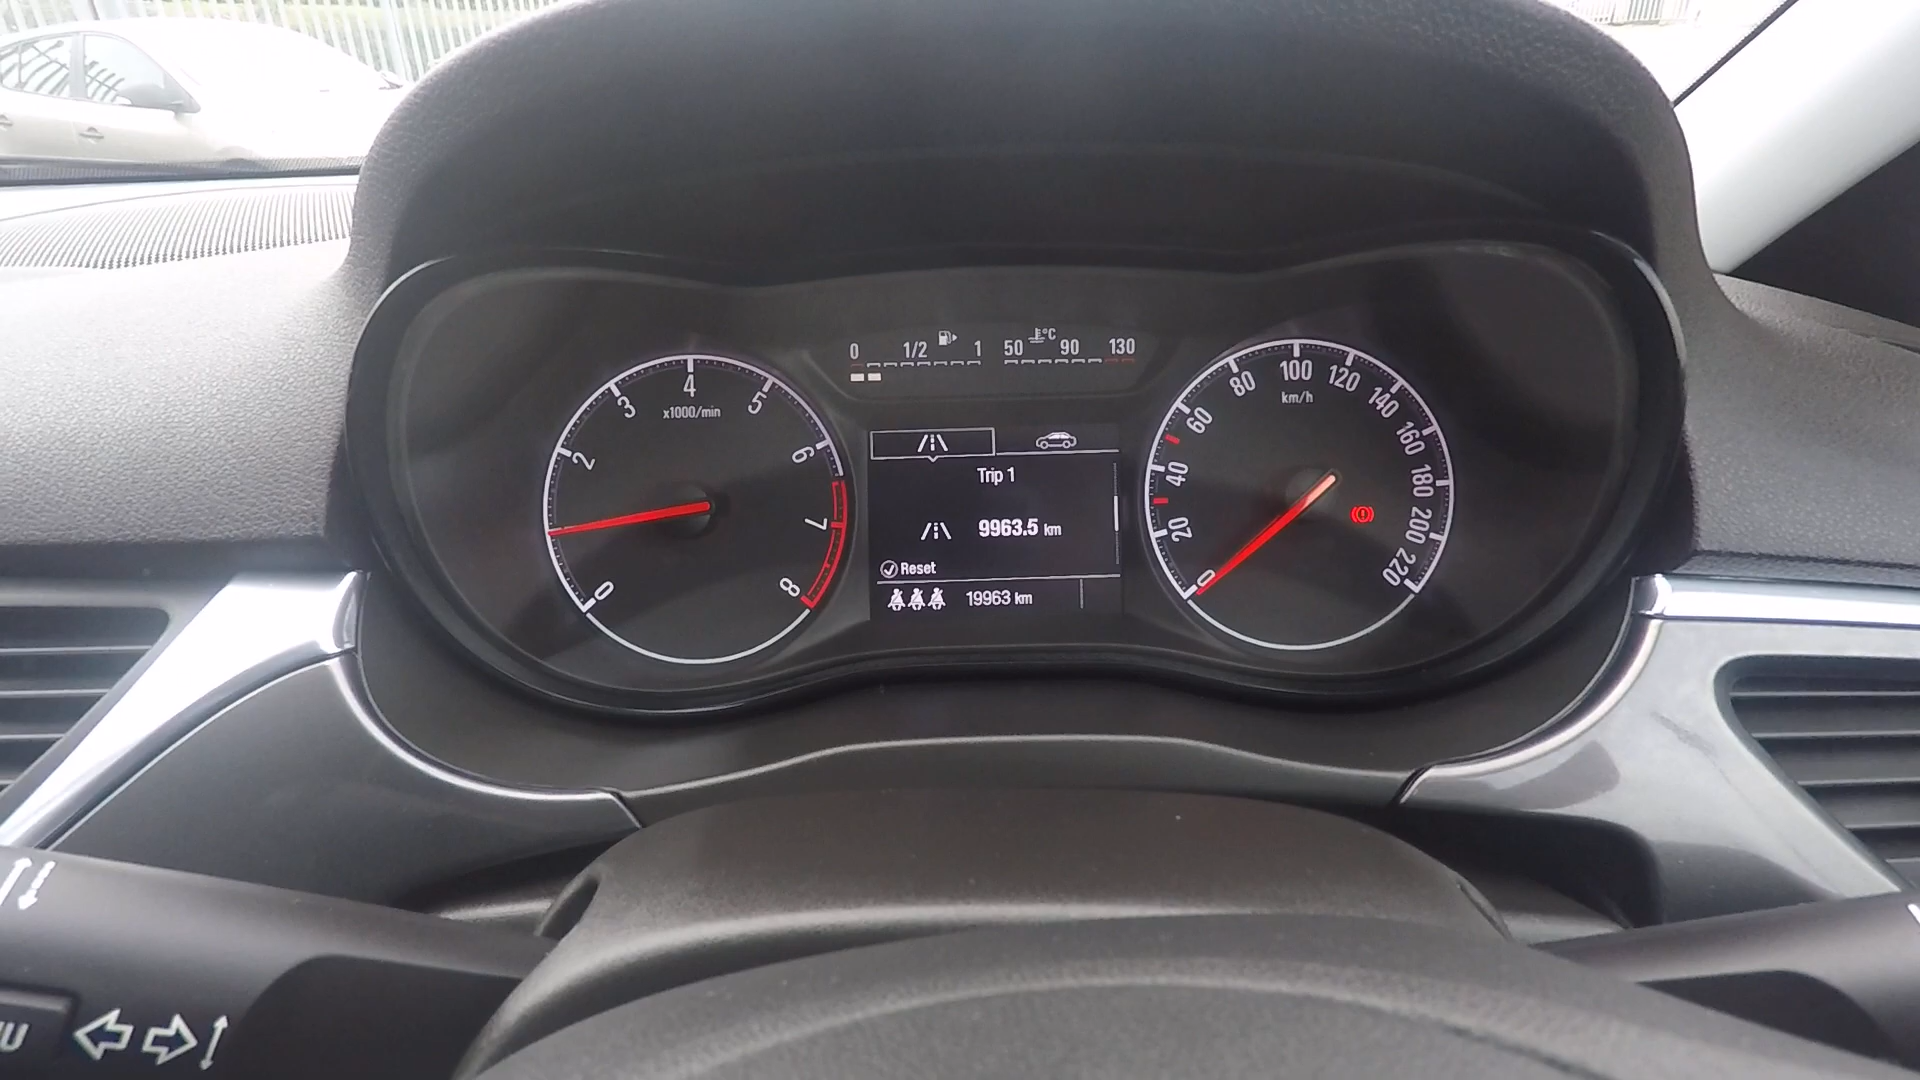 0 1/2 1 50 °C 90 130
0 1 2 3 4 5 6 7 8
x1000/min
Trip 1
9963.5 km
Reset
19963 km
0 20 40 60 80 100 120 140 160 180 200 220
km/h